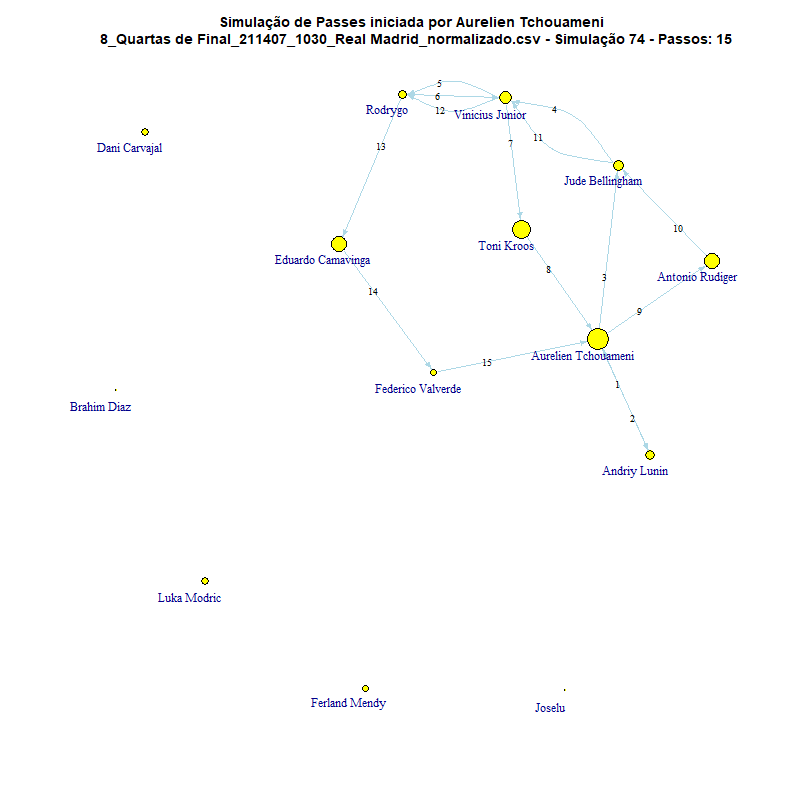 Simulação de Passes iniciada por Aurelien Tchouameni
8_Quartas de Final_211407_1030_Real Madrid_normalizado.csv - Simulação 74 - Passos: 15
5
6
12
4
Rodrygo
Vinicius Junior
Dani Carvajal
13
7
11
Jude Bellingham
10
Toni Kroos
Eduardo Camavinga
8
3
Antonio Rudiger
14
9
15
Aurelien Tchouameni
Federico Valverde
1
Brahim Diaz
2
Andriy Lunin
Luka Modric
Ferland Mendy
Joselu